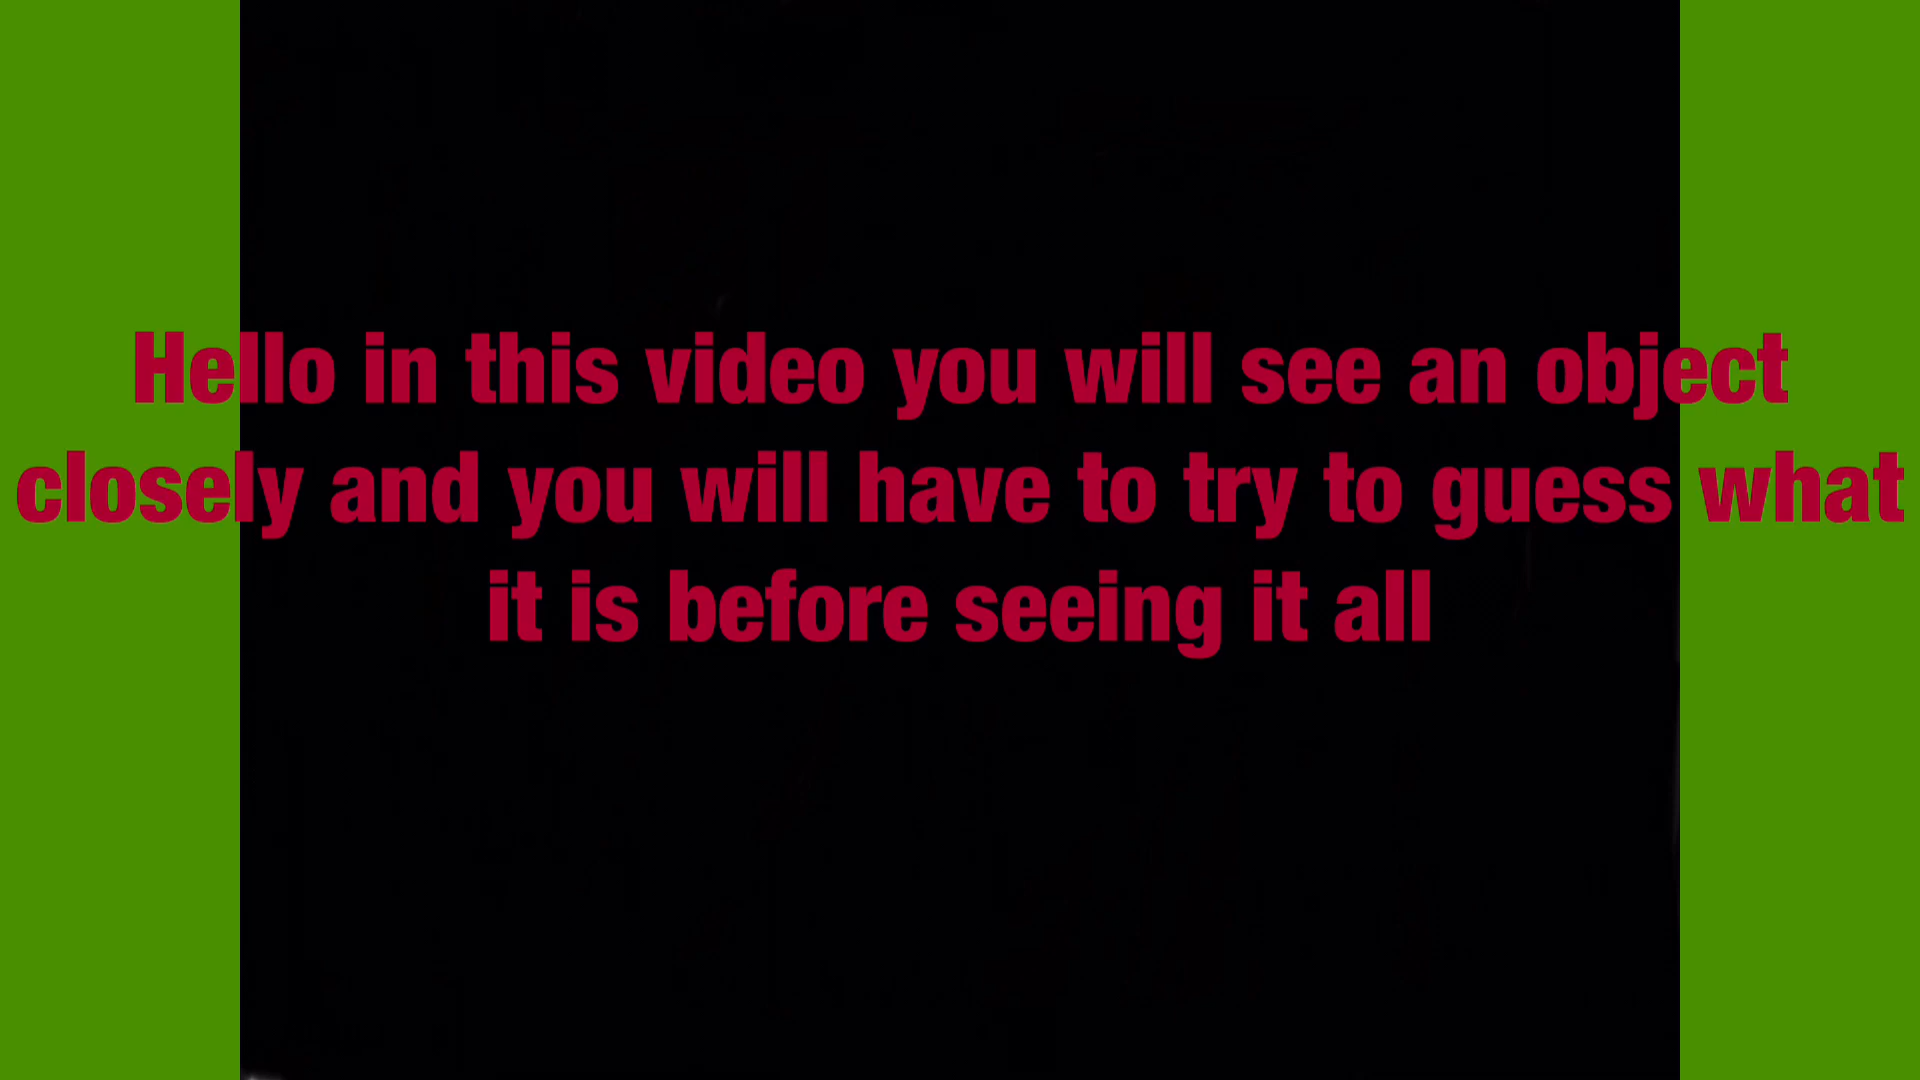 Hello in this video you will see an object
closely and you will have to try to guess what
it is before seeing it all